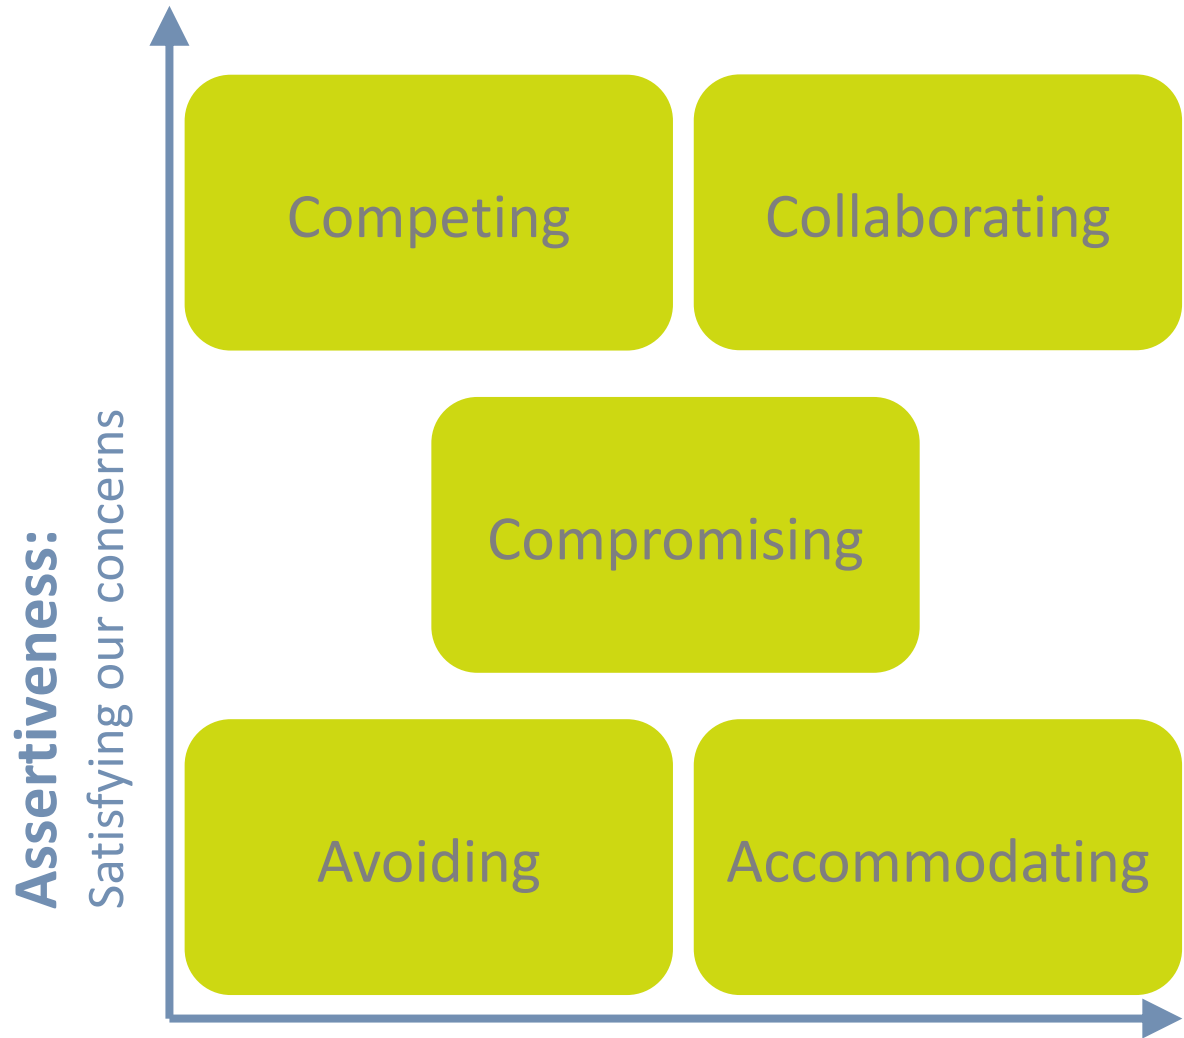 Competing
Collaborating
Compromising
Avoiding
Accommodating
Assertiveness:
Satisfying our concerns